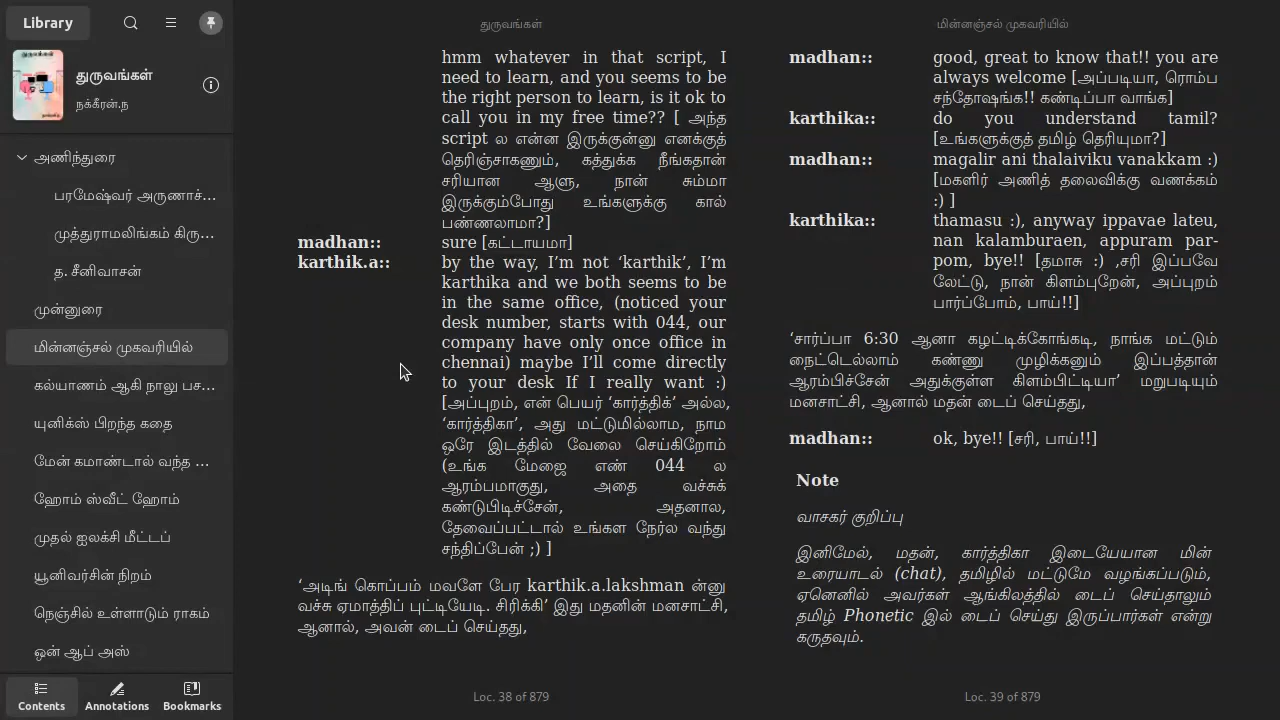 Library
துருவங்கள்
நக்கீரன்.ந
அணிந்துரை
பரமேஷ்வர் அருணாச்...
முத்துராமலிங்கம் கிரு...
த. சீனிவாசன்
முன்னுரை
மின்னஞ்சல் முகவரியில்
கல்யாணம் ஆகி நாலு பச...
யுனிக்ஸ் பிறந்த கதை
மேன் கமாண்டால் வந்த ...
ஹோம் ஸ்வீட் ஹோம்
முதல் ஐலக்சி மீட்டப்
யூனிவர்சின் நிறம்
நெஞ்சில் உள்ளாடும் ராகம்
ஒன் ஆப் அஸ்
Contents
Annotations
Bookmarks
துருவங்கள்
hmm whatever in that script, I
need to learn, and you seems to be
the right person to learn, is it ok to
call you in my free time?? [ அந்த
script ல என்ன இருக்குன்னு எனக்குத்
தெரிஞ்சாகணும், கத்துக்க நீங்கதான்
சரியான ஆளு, நான் சும்மா
இருக்கும்போது உங்களுக்கு கால்
பண்ணலாமா?]
madhan:: sure [கட்டாயமா]
karthik.a:: by the way, I’m not ‘karthik’, I’m
karthika and we both seems to be
in the same office, (noticed your
desk number, starts with 044, our
company have only once office in
chennai) maybe I’ll come directly
to your desk If I really want :)
[அப்புறம், என் பெயர் ‘கார்த்திக்’ அல்ல,
‘கார்த்திகா’, அது மட்டுமில்லாம, நாம
ஒரே இடத்தில் வேலை செய்கிறோம்
(உங்க மேஜை எண் 044 ல
ஆரம்பமாகுது, அதை வச்சுக்
கண்டுபிடிச்சேன், அதனால,
தேவைப்பட்டால் உங்கள நேர்ல வந்து
சந்திப்பேன் ;) ]
‘அடிங் கொப்பம் மவளே பேர karthik.a.lakshman ன்னு
வச்சு ஏமாத்திப் புட்டியேடி. சிரிக்கி’ இது மதனின் மனசாட்சி,
ஆனால், அவன் டைப் செய்தது,
Loc. 38 of 879
மின்னஞ்சல் முகவரியில்
madhan:: good, great to know that!! you are
always welcome [அப்படியா, ரொம்ப
சந்தோஷங்க!! கண்டிப்பா வாங்க]
karthika:: do you understand tamil?
[உங்களுக்குத் தமிழ் தெரியுமா?]
madhan:: magalir ani thalaiviku vanakkam :)
[மகளிர் அணித் தலைவிக்கு வணக்கம்
:) ]
karthika:: thamasu :), anyway ippavae lateu,
nan kalamburaen, appuram par-
pom, bye!! [தமாசு :) ,சரி இப்பவே
லேட்டு, நான் கிளம்புறேன், அப்புறம்
பார்ப்போம், பாய்!!]
‘சார்ப்பா 6:30 ஆனா கழட்டிக்கோங்கடி, நாங்க மட்டும்
நைட்டெல்லாம் கண்ணு முழிக்கனும் இப்பத்தான்
ஆரம்பிச்சேன் அதுக்குள்ள கிளம்பிட்டியா’ மறுபடியும்
மனசாட்சி, ஆனால் மதன் டைப் செய்தது,
madhan:: ok, bye!! [சரி, பாய்!!]
Note
வாசகர் குறிப்பு
இனிமேல், மதன், கார்த்திகா இடையேயான மின்
உரையாடல் (chat), தமிழில் மட்டுமே வழங்கப்படும்,
ஏனெனில் அவர்கள் ஆங்கிலத்தில் டைப் செய்தாலும்
தமிழ் Phonetic இல் டைப் செய்து இருப்பார்கள் என்று
கருதவும்.
Loc. 39 of 879